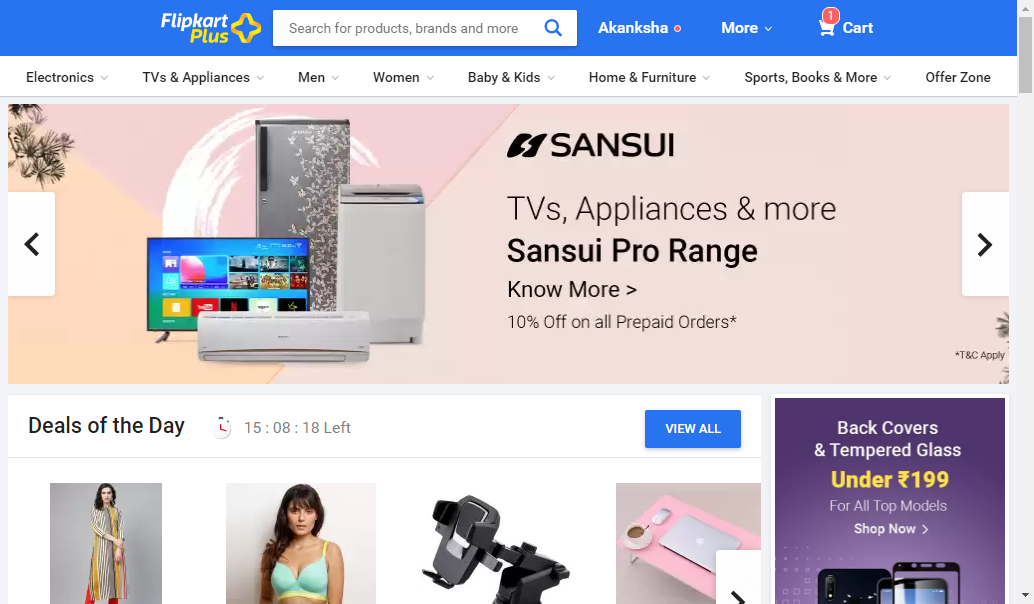 Flipkart
Plus
Search for products, brands and more
Akanksha
More
1
Cart
Electronics
TVs & Appliances
Men
Women
Baby & Kids
Home & Furniture
Sports, Books & More
Offer Zone
SANSUI
TVs, Appliances & more
Sansui Pro Range
Know More >
10% Off on all Prepaid Orders*
*T&C Apply
Deals of the Day
15 : 08 : 18 Left
VIEW ALL
Back Covers
& Tempered Glass
Under ₹199
For All Top Models
Shop Now >